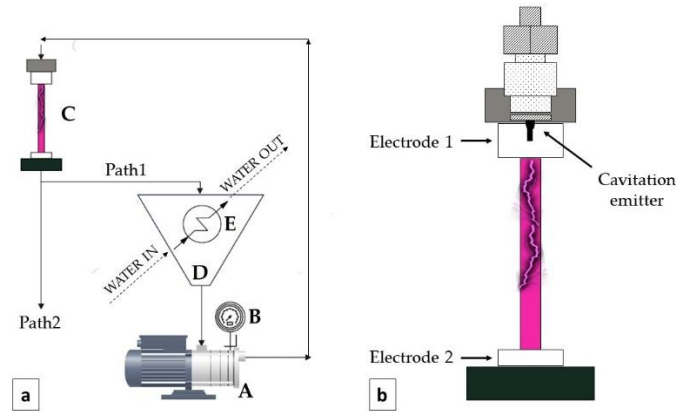 C
Path1
WATER OUT
E
WATER IN
D
B
Path2
A
a
Electrode 1
Cavitation
emitter
Electrode 2
b